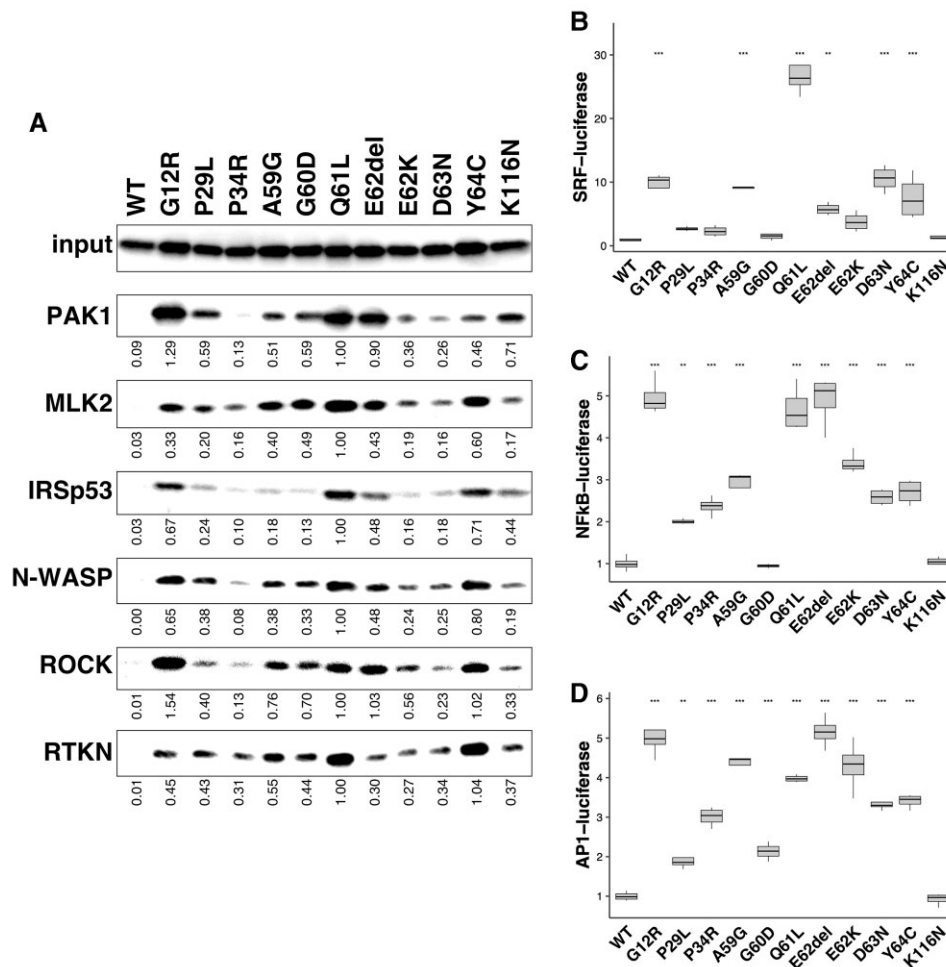 A
WT G12R P29L P34R A59G G60D Q61L E62del E62K D63N Y64C K116N
input
PAK1
0.09 1.29 0.59 0.13 0.51 0.59 1.00 0.90 0.36 0.26 0.46 0.71
MLK2
0.03 0.33 0.20 0.16 0.40 0.49 1.00 0.43 0.19 0.16 0.60 0.17
IRSp53
0.03 0.67 0.24 0.10 0.18 0.13 1.00 0.48 0.16 0.18 0.71 0.44
N-WASP
0.00 0.65 0.38 0.08 0.38 0.33 1.00 0.48 0.24 0.25 0.80 0.19
ROCK
0.01 1.54 0.40 0.13 0.76 0.70 1.00 1.03 0.56 0.23 1.02 0.33
RTKN
0.01 0.45 0.43 0.31 0.55 0.44 1.00 0.30 0.27 0.34 1.04 0.37
B
SRF-luciferase
30
20
10
0
*** *** *** ** *** ***
WT G12R P29L P34R A59G G60D Q61L E62del E62K D63N Y64C K116N
C
NFkB-luciferase
5
4
3
2
1
*** ** *** *** *** *** *** *** ***
WT G12R P29L P34R A59G G60D Q61L E62del E62K D63N Y64C K116N
D
AP1-luciferase
6
5
4
3
2
1
*** ** *** *** *** *** *** *** *** ***
WT G12R P29L P34R A59G G60D Q61L E62del E62K D63N Y64C K116N